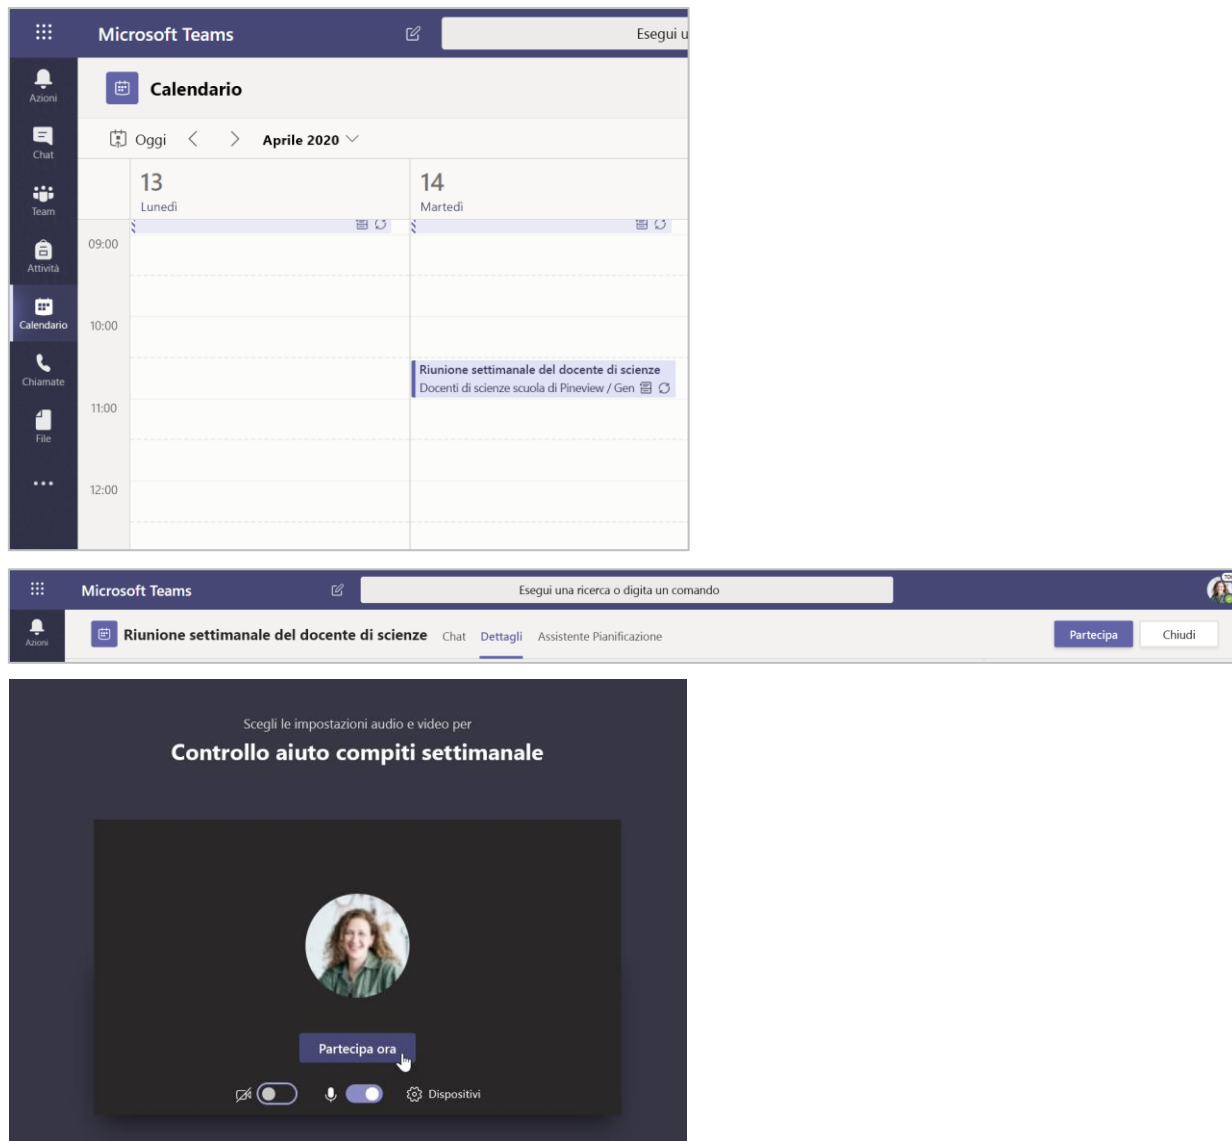 Microsoft Teams
Esegui u
Azioni
Calendario
Chat
Oggi
Aprile 2020
Team
13
14
Lunedì
Martedì
09:00
Attività
Calendario
10:00
Chiamate
Riunione settimanale del docente di scienze
Docenti di scienze scuola di Pineview / Gen
11:00
File
12:00
Microsoft Teams
Esegui una ricerca o digita un comando
Azioni
Riunione settimanale del docente di scienze Chat Dettagli Assistente Pianificazione
Partecipa
Chiudi
Scegli le impostazioni audio e video per
Controllo aiuto compiti settimanale
Partecipa ora
Dispositivi